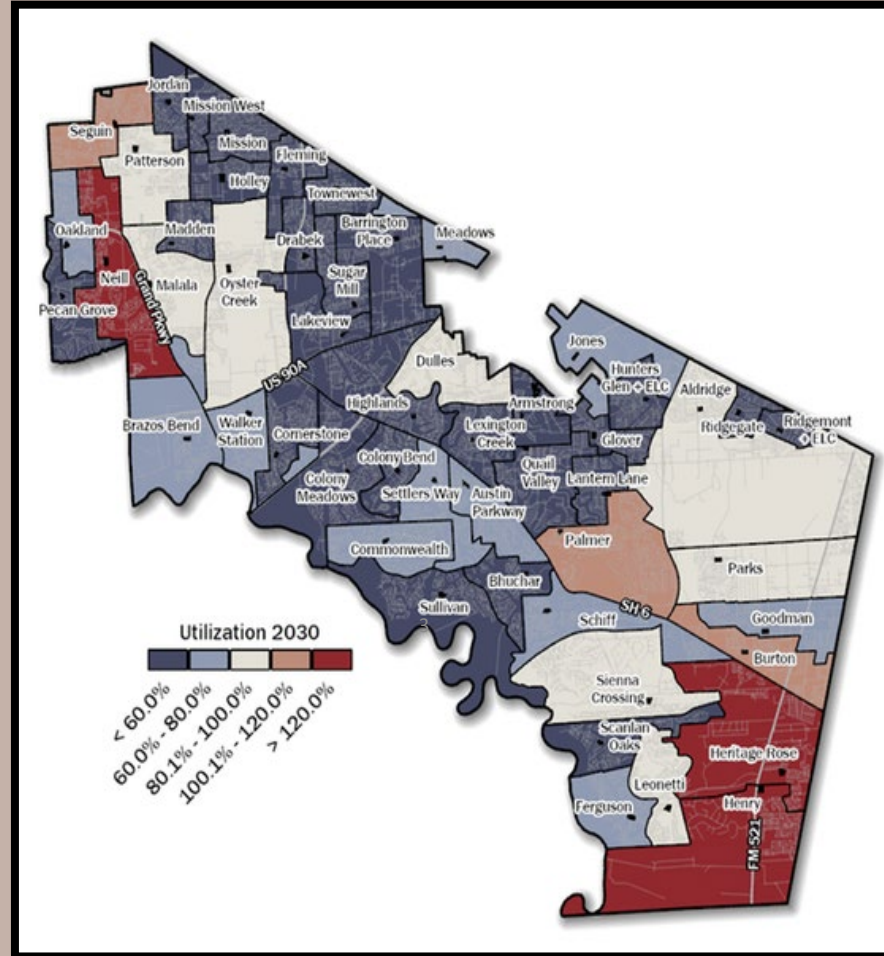 Jordan
Mission West
Seguin
Mission
Patterson
Fleming
Holley
Townewest
Oakland
Madden
Barrington
Place
Meadows
Drabek
Neill
Grand Pkwy
Malala
Oyster
Creek
Sugar
Mill
Pecan Grove
Lakeview
Jones
Dulles
US 90A
Hunters
Glen + ELC
Aldridge
Highlands
Armstrong
Brazos Bend
Walker
Station
Cornerstone
Lexington
Creek
Glover
Ridgegate
Ridgemont
+ ELC
Colony Bend
Colony
Meadows
Settlers Way
Austin
Parkway
Quail
Valley
Lantern Lane
Commonwealth
Palmer
Bhuchar
Parks
Sullivan
SH 6
Schiff
Goodman
Burton
Utilization 2030
< 60.0%
60.0% - 80.0%
80.1% - 100.0%
100.1% - 120.0%
> 120.0%
Sienna
Crossing
Scanlan
Oaks
Heritage Rose
Leonetti
Ferguson
Henry
FM 521